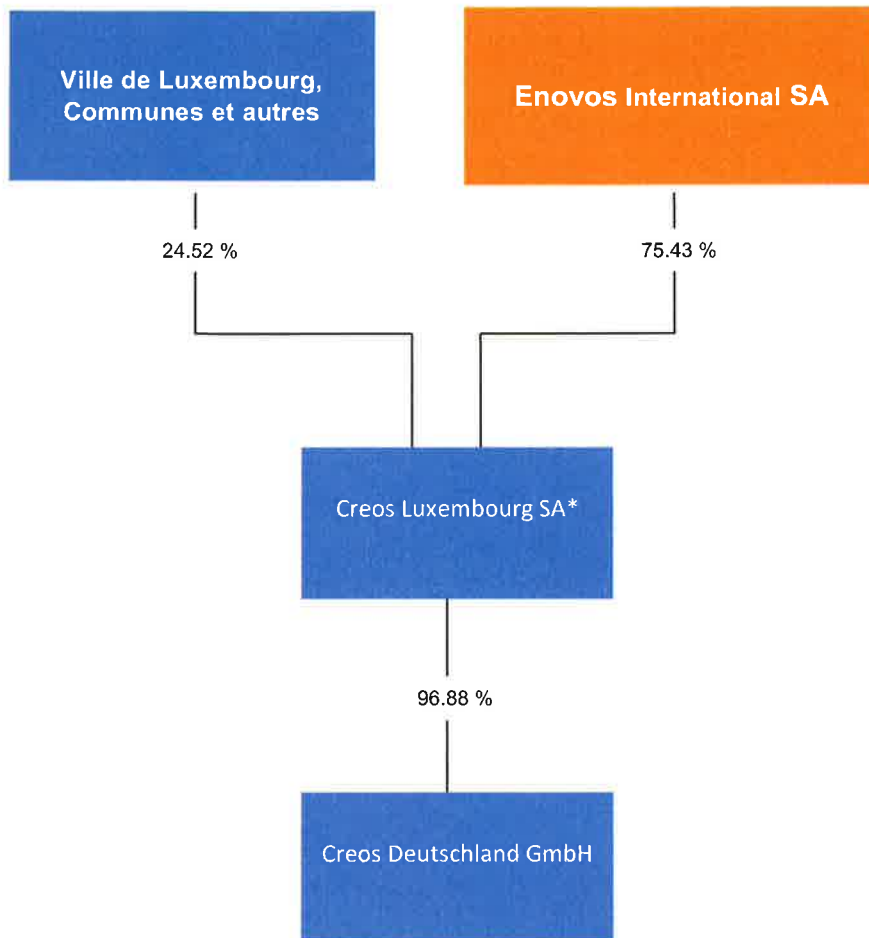 Ville de Luxembourg,
Communes et autres
Enovos International SA
24.52 %
75.43 %
Creos Luxembourg SA*
96.88 %
Creos Deutschland GmbH